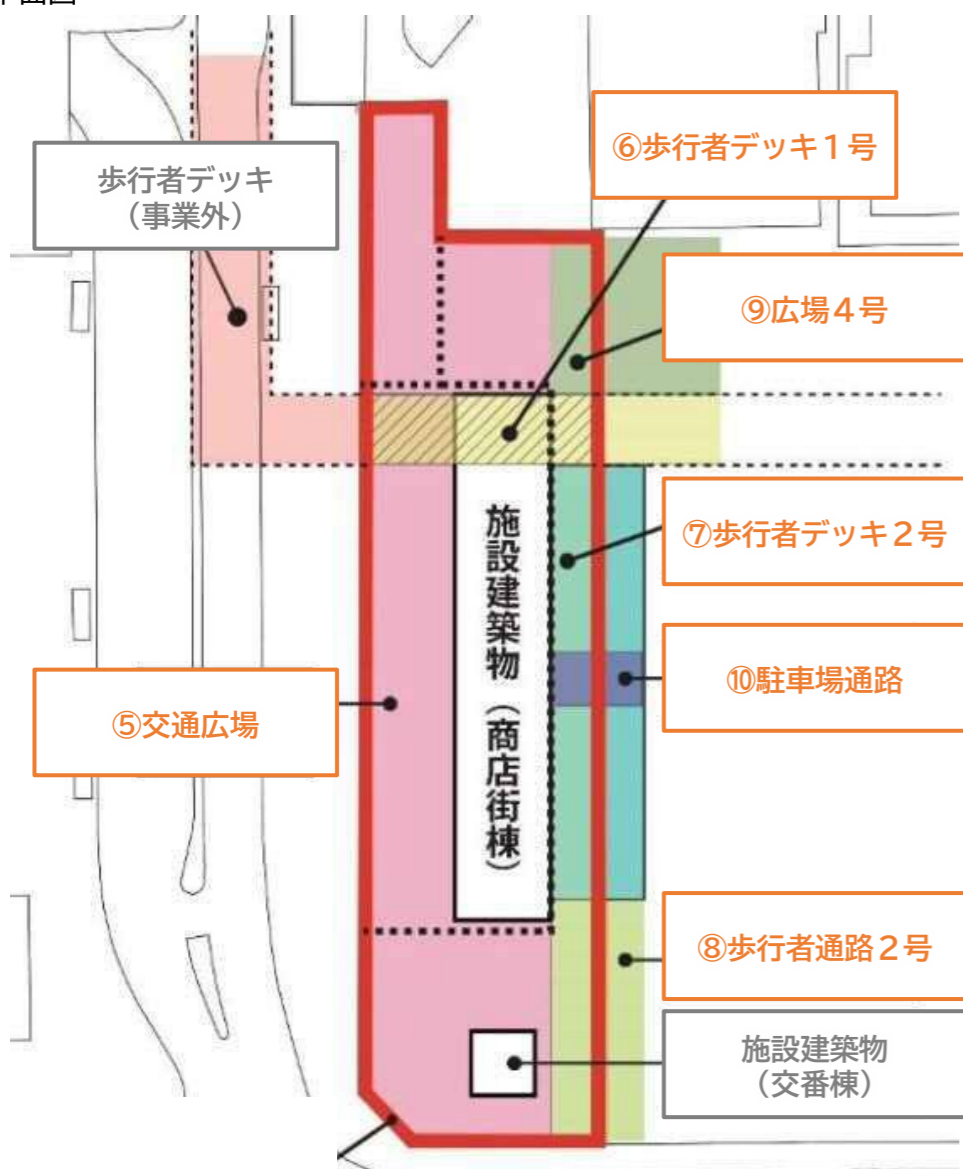 ⑥歩行者デッキ1号
歩行者デッキ
(事業外)
⑨広場4号
⑦歩行者デッキ2号
施設建築物(商店街棟)
⑩駐車場通路
⑤交通広場
⑧歩行者通路2号
施設建築物
(交番棟)